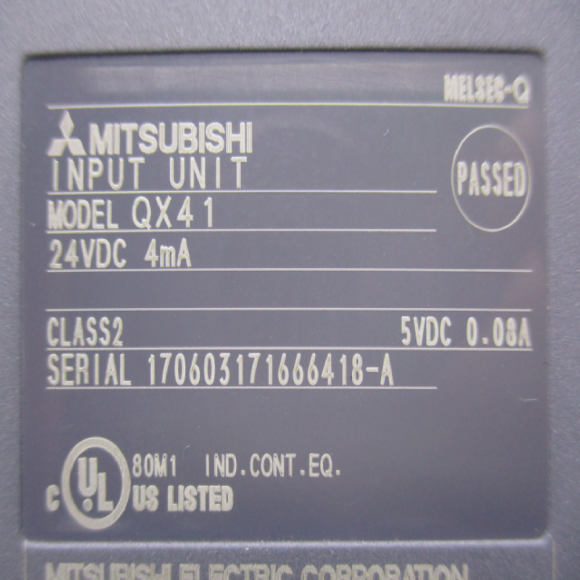 MELSEC-Q
MITSUBISHI
INPUT UNIT
PASSED
MODEL QX41
24VDC 4mA
CLASS2 5VDC 0.08A
SERIAL 170603171666418-A
80M1 IND.CONT.EQ.
C UL US LISTED
MITSUBISHI ELECTRIC CORPORATION